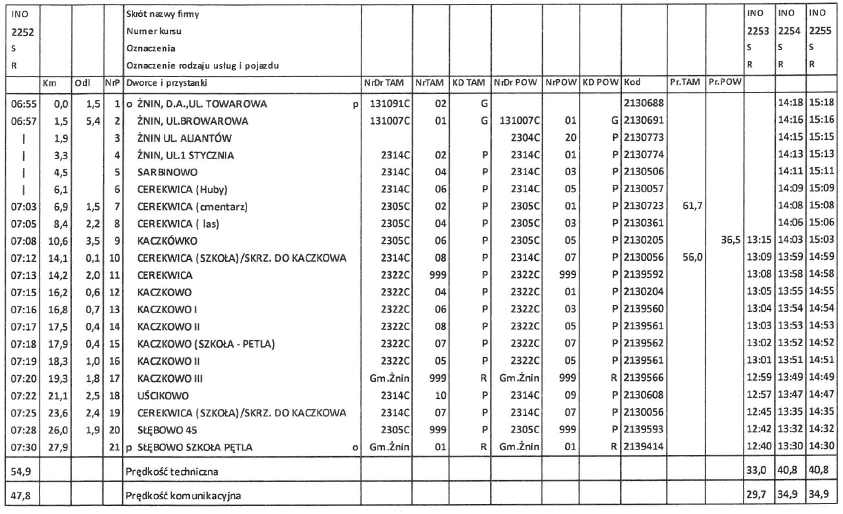 INO Skrót nazwy firmy INO INO INO
2252 Numer kursu 2253 2254 2255
S Oznaczenia S S S
R Oznaczenie rodzaju usług i pojazdu R R R
Km Odl NrP Dworce i przystanki NrDr TAM NrTAM KD TAM NrDr POW NrPOW KD POW Kod Pr.TAM Pr.POW
06:55 0,0 1,5 1 o ŻNIN, D.A.,UL. TOWAROWA p 131091C 02 G 2130688 14:18 15:18
06:57 1,5 5,4 2 ŻNIN, UL.BROWAROWA 131007C 01 G 131007C 01 G 2130691 14:16 15:16
| 1,9 3 ŻNIN UL. ALIANTÓW 2304C 20 P 2130773 14:15 15:15
| 3,3 4 ŻNIN, UL.1 STYCZNIA 2314C 02 P 2314C 01 P 2130774 14:13 15:13
| 4,5 5 SARBINOWO 2314C 04 P 2314C 03 P 2130506 14:11 15:11
| 6,1 6 CEREKWICA (Huby) 2314C 06 P 2314C 05 P 2130057 14:09 15:09
07:03 6,9 1,5 7 CEREKWICA (cmentarz) 2305C 02 P 2305C 01 P 2130723 61,7 14:08 15:08
07:05 8,4 2,2 8 CEREKWICA ( las) 2305C 04 P 2305C 03 P 2130361 14:06 15:06
07:08 10,6 3,5 9 KACZKÓWKO 2305C 06 P 2305C 05 P 2130205 36,5 13:15 14:03 15:03
07:12 14,1 0,1 10 CEREKWICA (SZKOŁA)/SKRZ. DO KACZKOWA 2314C 08 P 2314C 07 P 2130056 56,0 13:09 13:59 14:59
07:13 14,2 2,0 11 CEREKWICA 2322C 999 P 2322C 999 P 2139592 13:08 13:58 14:58
07:15 16,2 0,6 12 KACZKOWO 2322C 04 P 2322C 01 P 2130204 13:05 13:55 14:55
07:16 16,8 0,7 13 KACZKOWO I 2322C 06 P 2322C 03 P 2139560 13:04 13:54 14:54
07:17 17,5 0,4 14 KACZKOWO II 2322C 08 P 2322C 05 P 2139561 13:03 13:53 14:53
07:18 17,9 0,4 15 KACZKOWO (SZKOŁA - PETLA) 2322C 07 P 2322C 07 P 2139562 13:02 13:52 14:52
07:19 18,3 1,0 16 KACZKOWO II 2322C 05 P 2322C 08 P 2139561 13:01 13:51 14:51
07:20 19,3 1,8 17 KACZKOWO III Gm.Żnin 999 R Gm.Żnin 999 R 2139566 12:59 13:49 14:49
07:22 21,1 2,5 18 UŚCIKOWO 2314C 10 P 2314C 09 P 2130608 12:57 13:47 14:47
07:25 23,6 2,4 19 CEREKWICA (SZKOŁA)/SKRZ. DO KACZKOWA 2314C 07 P 2314C 07 P 2130056 12:45 13:35 14:35
07:28 26,0 1,9 20 SŁĘBOWO 45 2305C 999 P 2305C 999 P 2139593 12:42 13:32 14:32
07:30 27,9 21 p SŁĘBOWO SZKOŁA PĘTLA o Gm.Żnin 01 R Gm.Żnin 01 R 2139414 12:40 13:30 14:30
54,9 Prędkość techniczna 33,0 40,8 40,8
47,8 Prędkość komunikacyjna 29,7 34,9 34,9